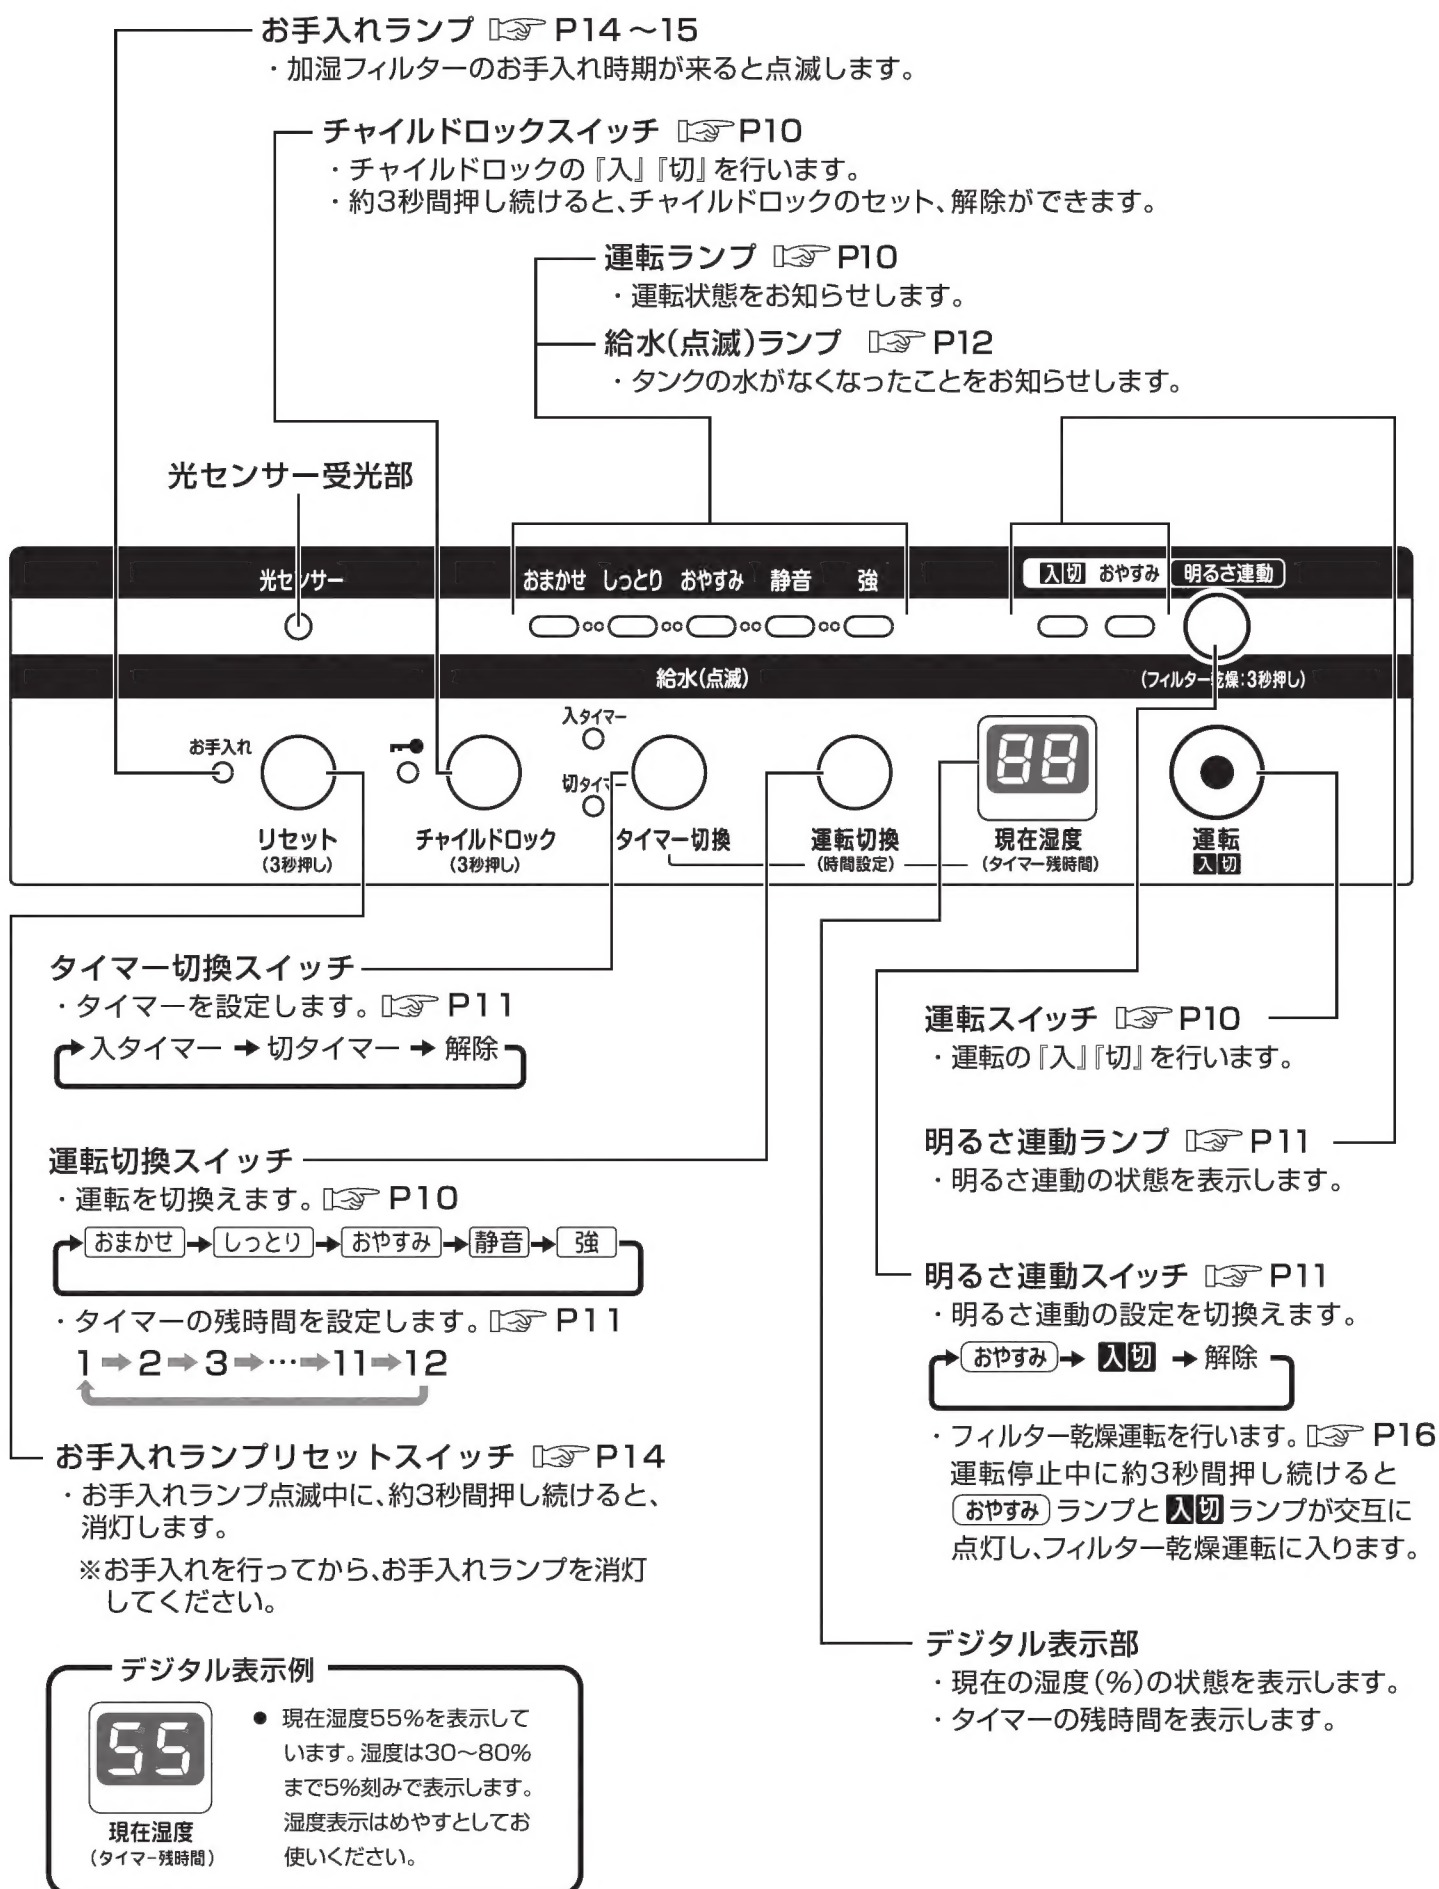 お手入れランプ ☞ P14～15
・加湿フィルターのお手入れ時期が来ると点滅します。
チャイルドロックスイッチ ☞ P10
・チャイルドロックの『入』『切』を行います。
・約3秒間押し続けると、チャイルドロックのセット、解除ができます。
運転ランプ ☞ P10
・運転状態をお知らせします。
給水(点滅)ランプ ☞ P12
・タンクの水がなくなったことをお知らせします。
光センサー受光部
光センサー
おまかせ しっとり おやすみ 静音 強
入切 おやすみ 明るさ連動
給水(点滅)
(フィルター乾燥:3秒押し)
お手入れ
リセット
(3秒押し)
チャイルドロック
(3秒押し)
入タイマー
切タイマー
タイマー切換
運転切換
(時間設定)
88
現在湿度
(タイマー残時間)
運転
入切
タイマー切換スイッチ
・タイマーを設定します。☞ P11
入タイマー → 切タイマー → 解除
運転切換スイッチ
・運転を切換えます。☞ P10
おまかせ→しっとり→おやすみ→静音→強
・タイマーの残時間を設定します。☞ P11
1→2→3→…→11→12
お手入れランプリセットスイッチ ☞ P14
・お手入れランプ点滅中に、約3秒間押し続けると、
消灯します。
※お手入れを行ってから、お手入れランプを消灯
してください。
デジタル表示例
55
現在湿度
(タイマー残時間)
● 現在湿度55%を表示して
います。湿度は30～80%
まで5%刻みで表示します。
湿度表示はめやすとしてお
使いください。
運転スイッチ ☞ P10
・運転の『入』『切』を行います。
明るさ連動ランプ ☞ P11
・明るさ連動の状態を表示します。
明るさ連動スイッチ ☞ P11
・明るさ連動の設定を切換えます。
おやすみ→ 入切 → 解除
・フィルター乾燥運転を行います。☞ P16
運転停止中に約3秒間押し続けると
おやすみ ランプと 入切 ランプが交互に
点灯し、フィルター乾燥運転に入ります。
デジタル表示部
・現在の湿度(%)の状態を表示します。
・タイマーの残時間を表示します。